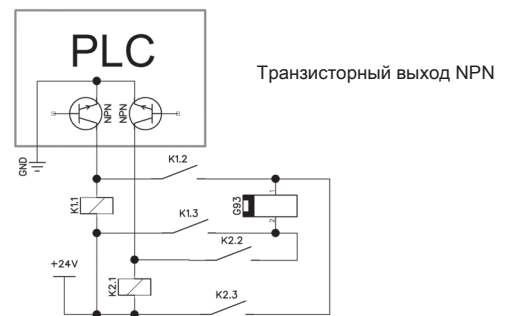 PLC
Транзисторный выход NPN
NPN
NPN
GND
K1.2
K1.1
G93
1
2
K1.3
K2.2
+24V
K2.1
K2.3